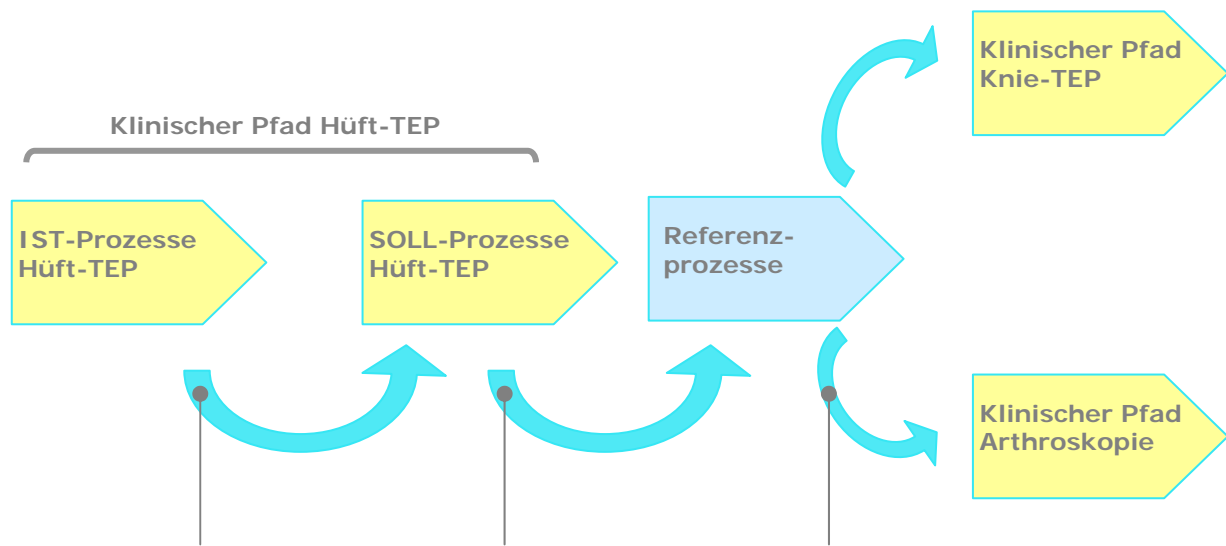 Klinischer Pfad
Knie-TEP
Klinischer Pfad Hüft-TEP
IST-Prozesse
Hüft-TEP
SOLL-Prozesse
Hüft-TEP
Referenz-
prozesse
Klinischer Pfad
Arthroskopie